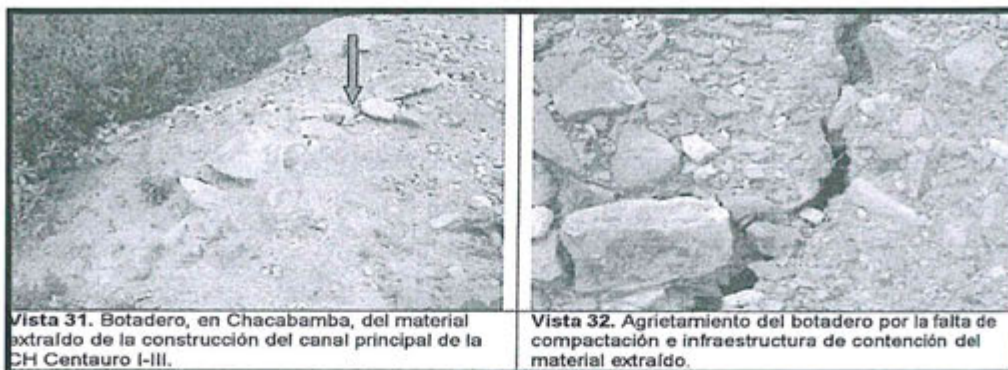 Vista 31. Botadero, en Chacabamba, del material
extraído de la construcción del canal principal de la
CH Centauro I-III.
Vista 32. Agrietamiento del botadero por la falta de
compactación e infraestructura de contención del
material extraído.